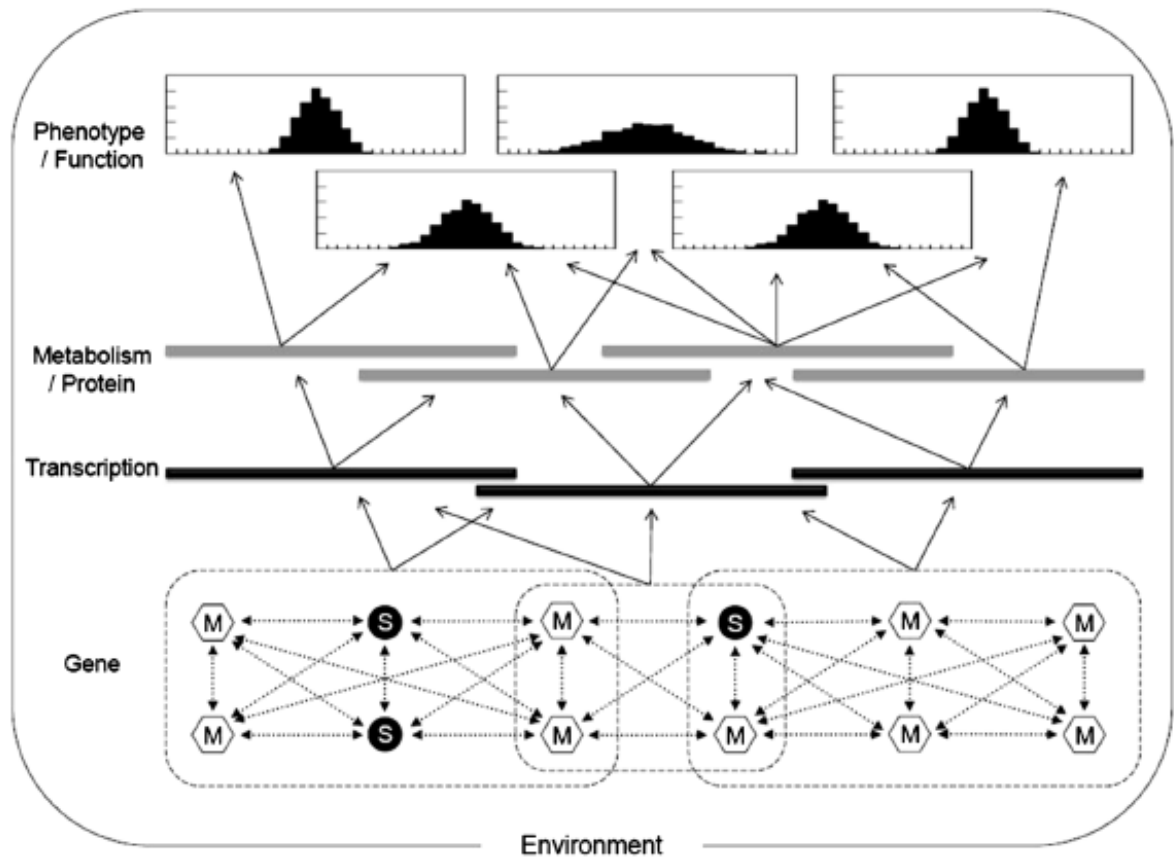 Phenotype
/ Function
Metabolism
/ Protein
Transcription
M S M S M M
Gene
M S M M M M
Environment